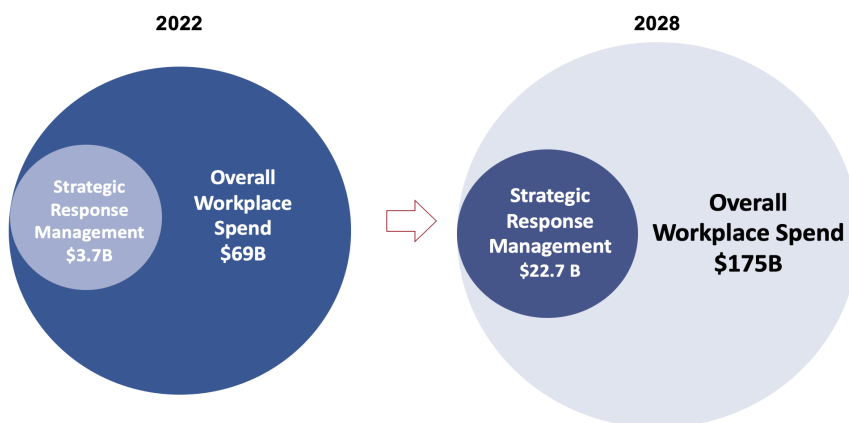 2022
Strategic
Response
Management
$3.7B
Overall
Workplace
Spend
$69B
2028
Strategic
Response
Management
$22.7 B
Overall
Workplace Spend
$175B